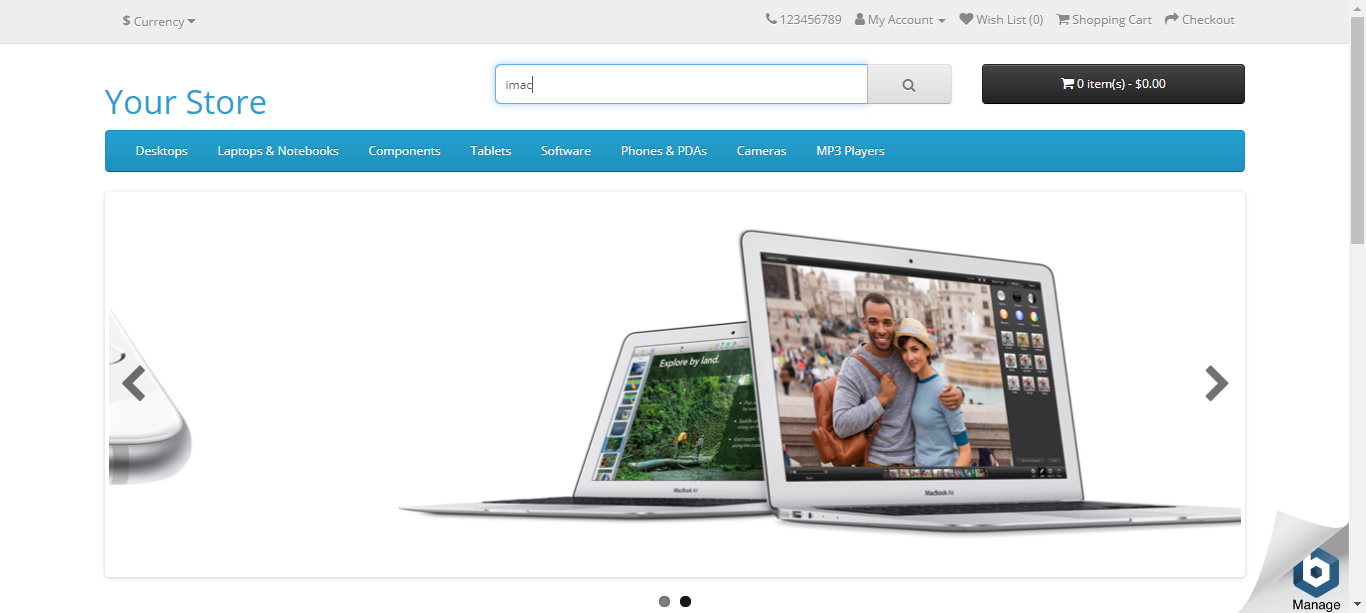 $ Currency
123456789 My Account Wish List (0) Shopping Cart Checkout
Your Store
imac
0 item(s) - $0.00
Desktops Laptops & Notebooks Components Tablets Software Phones & PDAs Cameras MP3 Players
Explore by land.
MacBook Air
MacBook Air
Manage